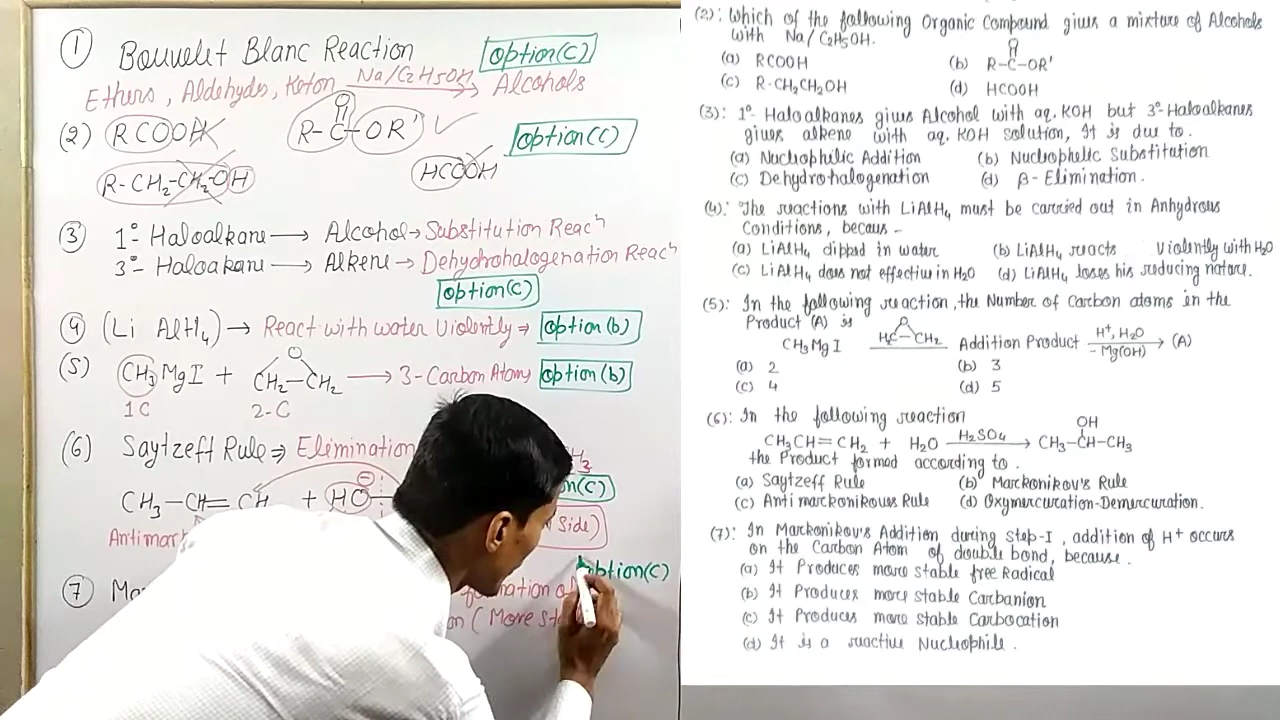 ① Bouvelet Blanc Reaction Option(C)
Ethers, Aldehydes, Keton Na/C2H5OH → Alcohols
(2) RCOOH R-C-OR' Option(C)
O
R-CH2-CH2-OH HCOOH
③ 1°- Haloalkane → Alcohol → Substitution Reacⁿ
3°- Haloakane → Alkene → Dehydrohalogenation Reacⁿ
Option(C)
④ (Li AlH4) → React with water Violently ⇒ Option(b)
(5) CH3MgI + CH2-CH2 → 3-Carbon Atoms Option(b)
O
1C 2-C
(6) Saytzeff Rule ⇒ Elimination
CH3-CH=CH + HO⊖
Side)
⑦ Option(C)
(More
(2): Which of the following Organic Compound gives a mixture of Alcohols
with Na/C2H5OH.
(a) RCOOH (b) R-C-OR'
O
(c) R·CH2CH2OH (d) HCOOH
(3): 1°- Haloalkanes gives Alcohol with aq. KOH but 3°-Haloalkanes
gives alkene with aq. KOH solution, It is due to.
(a) Nucleophilic Addition (b) Nucleophelic Substitution
(c) Dehydrohalogenation (d) β- Elimination.
(4): The reactions with LiAlH4 must be carried out in Anhydrous
Conditions, becaus -
(a) LiAlH4 dipped in water (b) LiAlH4 reacts Violently with H2O
(c) LiAlH4 does not effective in H2O (d) LiAlH4 loses his reducing nature.
(5): In the following reaction, the Number of Carbon atoms in the
Product (A) is
CH3MgI H2C-CH2 Addition Product H+, H2O → (A)
O
-Mg(OH)
(a) 2 (b) 3
(c) 4 (d) 5
(6): In the following reaction
OH
CH3CH=CH2 + H2O H2SO4 → CH3-CH-CH3
the Product formed according to.
(a) Saytzeff Rule (b) Marckonikov's Rule
(c) Anti marckonikoves Rule (d) Oxymercuration-Demercuration.
(7): In Markonikov's Addition during step-I, addition of H+ occurs
on the Carbon Atom of double bond, because.
(a) It Produces more stable free Radical
(b) It Produces more stable Carbanion
(c) It Produces more stable Carbocation
(d) It is a reactive Nucleophile.